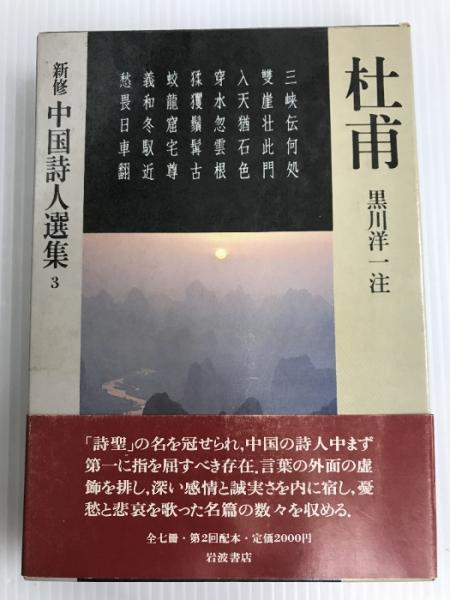 杜甫
黒川洋一注
三峡伝何処
雙崖壮此門
入天猶石色
穿水忽雲根
猱玃鬚髯古
蛟龍窟宅尊
羲和冬馭近
愁畏日車翻
新修 中国詩人選集 3
「詩聖」の名を冠せられ,中国の詩人中まず
第一に指を屈すべき存在.言葉の外面の虚
飾を排し,深い感情と誠実さを内に宿し,憂
愁と悲哀を歌った名篇の数々を収める.
全七冊・第2回配本・定価2000円
岩波書店